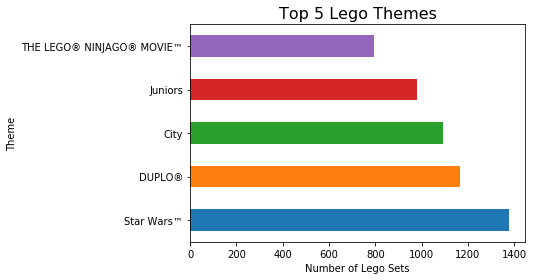 Top 5 Lego Themes
Theme
THE LEGO® NINJAGO® MOVIE™
Juniors
City
DUPLO®
Star Wars™
0 200 400 600 800 1000 1200 1400
Number of Lego Sets